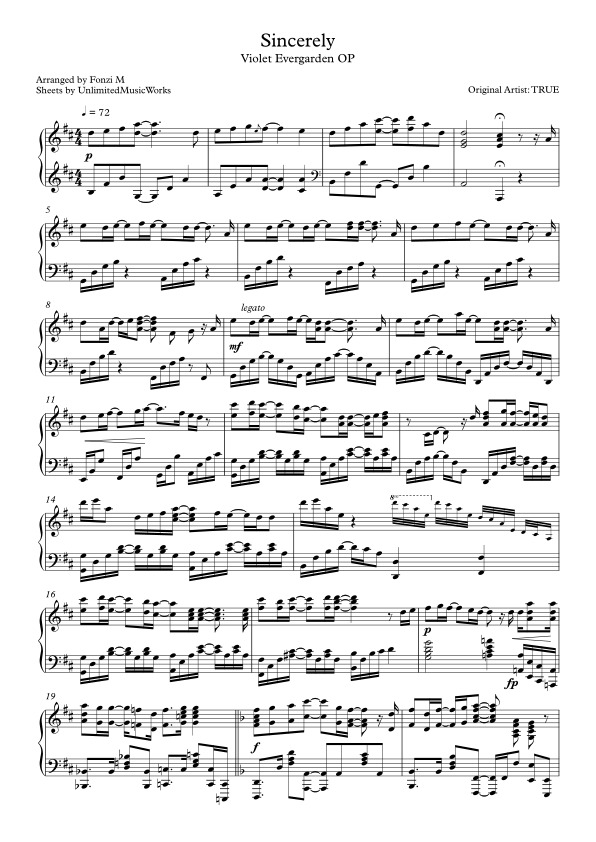 Sincerely
Violet Evergarden OP
Arranged by Fonzi M
Sheets by UnlimitedMusicWorks
Original Artist: TRUE
♩ = 72
p
5
8
legato
mf
11
14
8va
16
p
fp
19
f